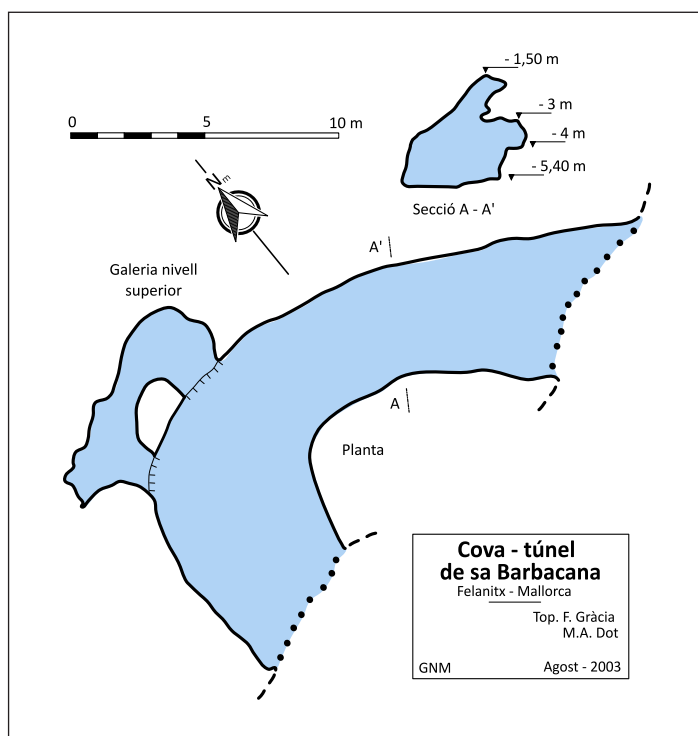 - 1,50 m
- 3 m
- 4 m
- 5,40 m
Secció A - A'
0 5 10 m
NE
A'
Galeria nivell
superior
A
Planta
Cova - túnel
de sa Barbacana
Felanitx - Mallorca
Top. F. Gràcia
M.A. Dot
GNM Agost - 2003